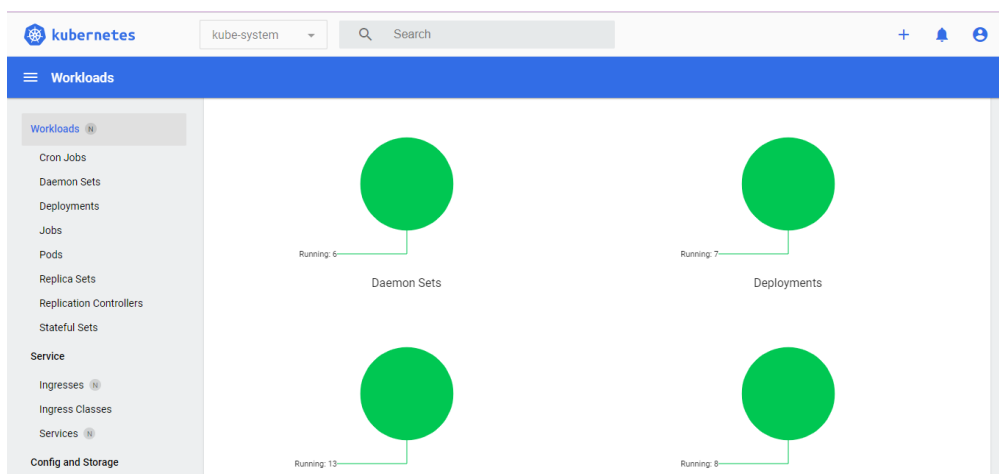 kubernetes
kube-system
Search
Workloads
Workloads N
Cron Jobs
Daemon Sets
Deployments
Jobs
Pods
Replica Sets
Replication Controllers
Stateful Sets
Service
Ingresses N
Ingress Classes
Services N
Config and Storage
Running: 6
Daemon Sets
Running: 7
Deployments
Running: 13
Running: 8